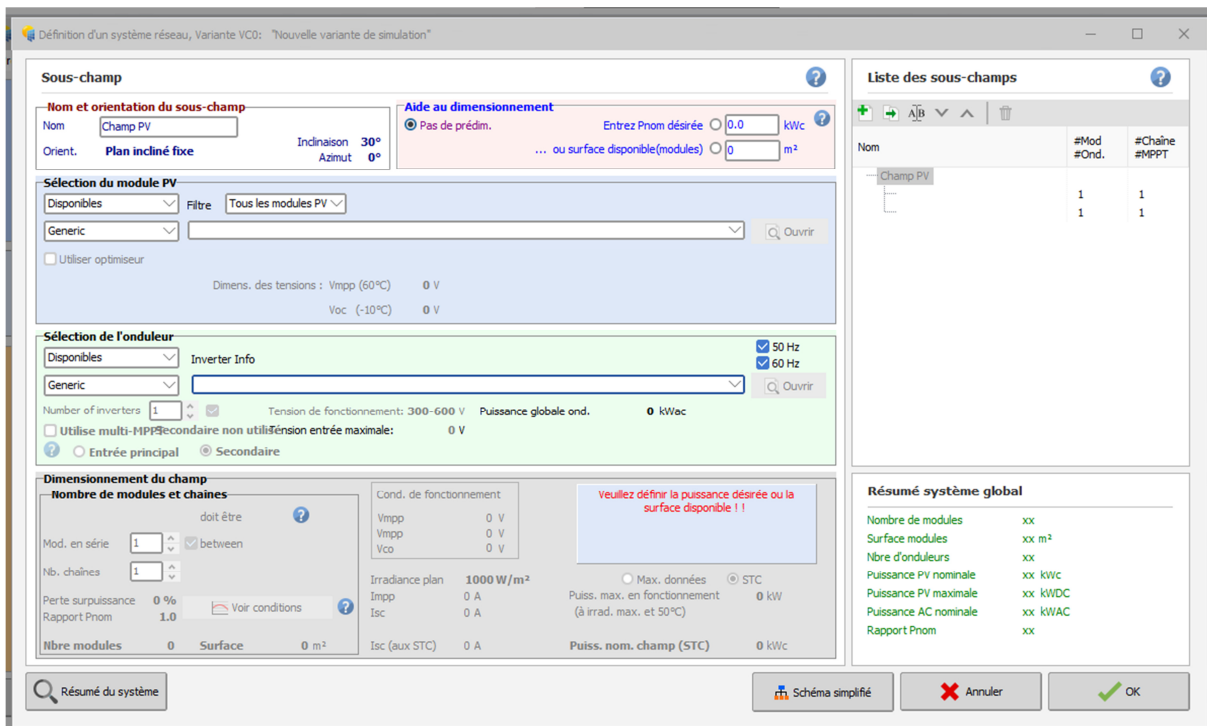 Définition d'un système réseau, Variante VC0: "Nouvelle variante de simulation"
Sous-champ
Nom et orientation du sous-champ
Nom Champ PV
Orient. Plan incliné fixe
Inclinaison 30°
Azimut 0°
Aide au dimensionnement
Pas de prédim. Entrez Pnom désirée 0.0 kWc
... ou surface disponible(modules) 0 m²
Sélection du module PV
Disponibles Filtre Tous les modules PV
Generic Ouvrir
Utiliser optimiseur
Dimens. des tensions : Vmpp (60°C) 0 V
Voc (-10°C) 0 V
Sélection de l'onduleur
Disponibles Inverter Info
50 Hz
60 Hz
Generic Ouvrir
Number of inverters 1 Tension de fonctionnement: 300-600 V Puissance globale ond. 0 kWac
Utilise multi-MPPT Secondaire non utilisé Tension entrée maximale: 0 V
Entrée principal Secondaire
Dimensionnement du champ
Nombre de modules et chaines
doit être
Mod. en série 1 between
Nb. chaînes 1
Perte surpuissance 0 %
Rapport Pnom 1.0
Voir conditions
Nbre modules 0 Surface 0 m²
Cond. de fonctionnement
Vmpp 0 V
Vmpp 0 V
Vco 0 V
Veuillez définir la puissance désirée ou la
surface disponible ! !
Irradiance plan 1000 W/m² Max. données STC
Impp 0 A Puiss. max. en fonctionnement 0 kW
Isc 0 A (à irrad. max. et 50°C)
Isc (aux STC) 0 A Puiss. nom. champ (STC) 0 kWc
Liste des sous-champs
Nom #Mod #Chaîne
#Ond. #MPPT
Champ PV
1 1
1 1
Résumé système global
Nombre de modules xx
Surface modules xx m²
Nbre d'onduleurs xx
Puissance PV nominale xx kWc
Puissance PV maximale xx kWDC
Puissance AC nominale xx kWAC
Rapport Pnom xx
Résumé du système
Schéma simplifié
Annuler
OK